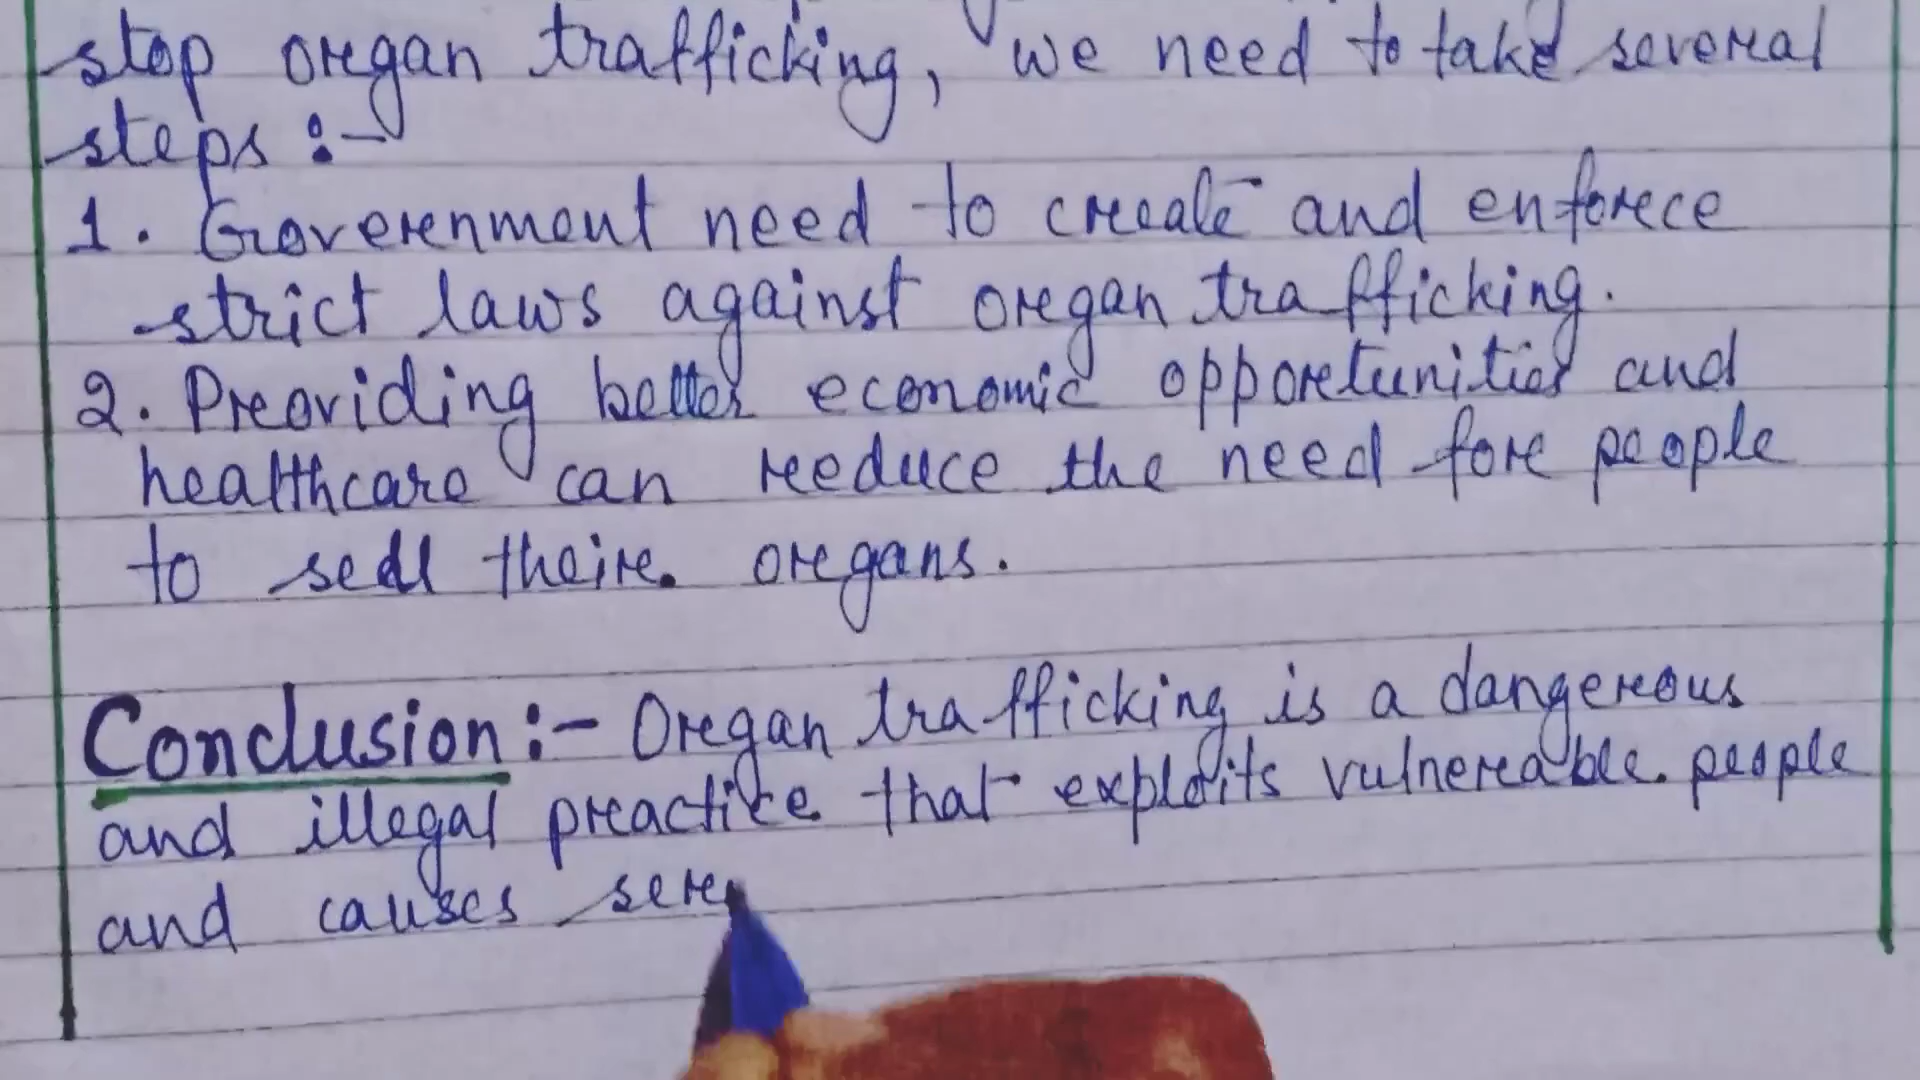 stop organ trafficking, we need to take several
steps :-
1. Government need to create and enforce
strict laws against organ trafficking.
2. Providing better economic opportunities and
healthcare can reduce the need for people
to sell their organs.
Conclusion :- Organ trafficking is a dangerous
and illegal practice that exploits vulnerable people
and causes